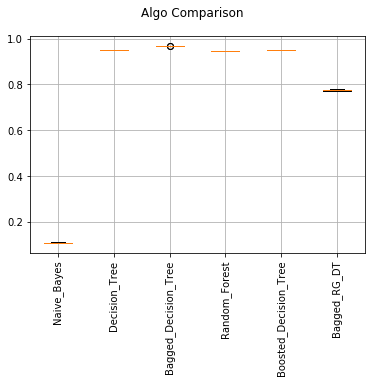 Algo Comparison
1.0
0.8
0.6
0.4
0.2
Naive_Bayes
Decision_Tree
Bagged_Decision_Tree
Random_Forest
Boosted_Decision_Tree
Bagged_RG_DT